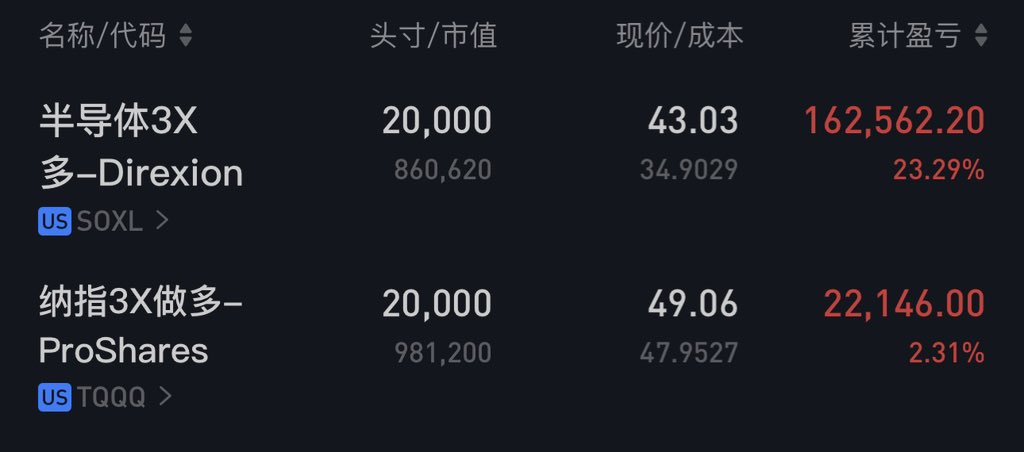 名称/代码 头寸/市值 现价/成本 累计盈亏
半导体3X 20,000 43.03 162,562.20
多-Direxion 860,620 34.9029 23.29%
US SOXL >
纳指3X做多- 20,000 49.06 22,146.00
ProShares 981,200 47.9527 2.31%
US TQQQ >